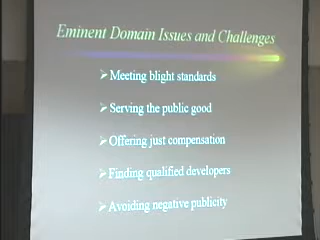 Eminent Domain Issues and Challenges
➢Meeting blight standards
➢Serving the public good
➢Offering just compensation
➢Finding qualified developers
➢Avoiding negative publicity